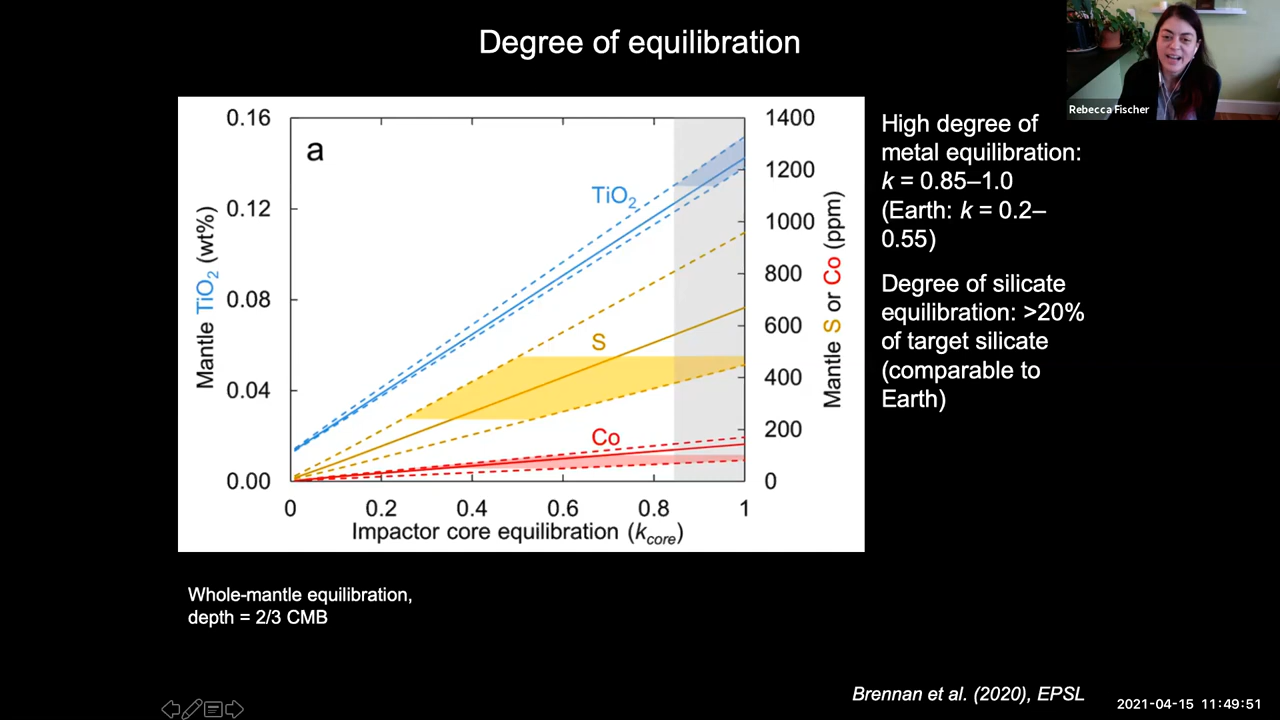 Degree of equilibration
Rebecca Fischer
a
0.16
0.12
0.08
0.04
0.00
Mantle TiO₂ (wt%)
TiO₂
S
Co
1400
1200
1000
800
600
400
200
0
Mantle S or Co (ppm)
0 0.2 0.4 0.6 0.8 1
Impactor core equilibration (k_core)
High degree of
metal equilibration:
k = 0.85–1.0
(Earth: k = 0.2–
0.55)
Degree of silicate
equilibration: >20%
of target silicate
(comparable to
Earth)
Whole-mantle equilibration,
depth = 2/3 CMB
Brennan et al. (2020), EPSL
2021-04-15 11:49:51